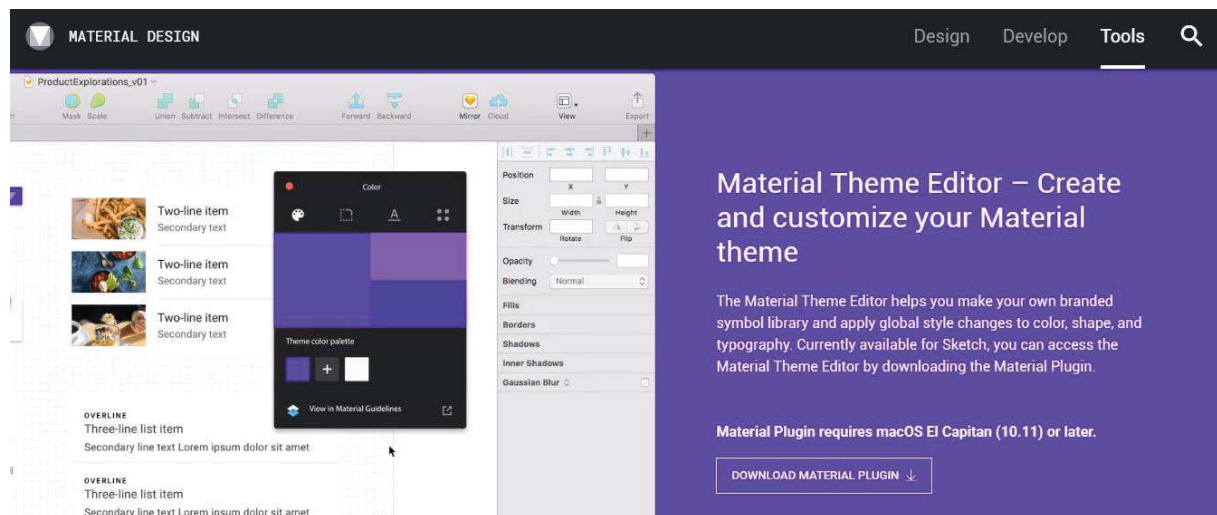 MATERIAL DESIGN
Design Develop Tools
ProductExplorations_v01
Mask Scale Union Subtract Intersect Difference Forward Backward Mirror Cloud View Export
Position
X Y
Size
Width Height
Transform
Rotate Flip
Opacity
Blending Normal
Fills
Borders
Shadows
Inner Shadows
Gaussian Blur
Color
Theme color palette
+
View in Material Guidelines
Two-line item
Secondary text
Two-line item
Secondary text
Two-line item
Secondary text
OVERLINE
Three-line list item
Secondary line text Lorem ipsum dolor sit amet
OVERLINE
Three-line list item
Secondary line text Lorem ipsum dolor sit amet
Material Theme Editor – Create
and customize your Material
theme
The Material Theme Editor helps you make your own branded
symbol library and apply global style changes to color, shape, and
typography. Currently available for Sketch, you can access the
Material Theme Editor by downloading the Material Plugin.
Material Plugin requires macOS El Capitan (10.11) or later.
DOWNLOAD MATERIAL PLUGIN